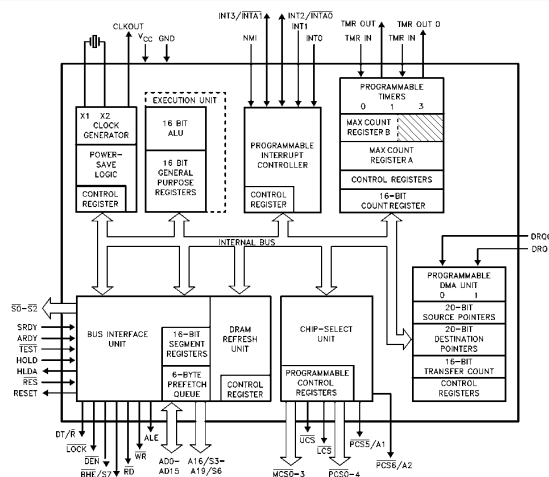 INT3/INTA1
INT2/INTA0
TMR OUT
TMR OUT 0
CLKOUT
VCC
GND
NMI
INT1
INT0
TMR IN
TMR IN
X1
X2
CLOCK
GENERATOR
POWER-
SAVE
LOGIC
CONTROL
REGISTER
EXECUTION UNIT
16 BIT
ALU
16 BIT
GENERAL
PURPOSE
REGISTERS
PROGRAMMABLE
INTERRUPT
CONTROLLER
CONTROL
REGISTER
PROGRAMMABLE
TIMERS
0 1 3
MAX COUNT
REGISTER B
MAX COUNT
REGISTER A
CONTROL REGISTERS
16-BIT
COUNT REGISTER
INTERNAL BUS
DRQ
DRQ
PROGRAMMABLE
DMA UNIT
0 1
20-BIT
SOURCE POINTERS
20-BIT
DESTINATION
POINTERS
16-BIT
TRANSFER COUNT
CONTROL
REGISTERS
S0-S2
SRDY
ARDY
TEST
HOLD
HLDA
RES
RESET
BUS INTERFACE
UNIT
16-BIT
SEGMENT
REGISTERS
6-BYTE
PREFETCH
QUEUE
DRAM
REFRESH
UNIT
CONTROL
REGISTER
CHIP-SELECT
UNIT
PROGRAMMABLE
CONTROL
REGISTERS
DT/R
LOCK
DEN
BHE/S7
RD
WR
ALE
AD0-
AD15
A16/S3-
A19/S6
UCS
LCS
MCS0-3
PCS0-4
PCS5/A1
PCS6/A2